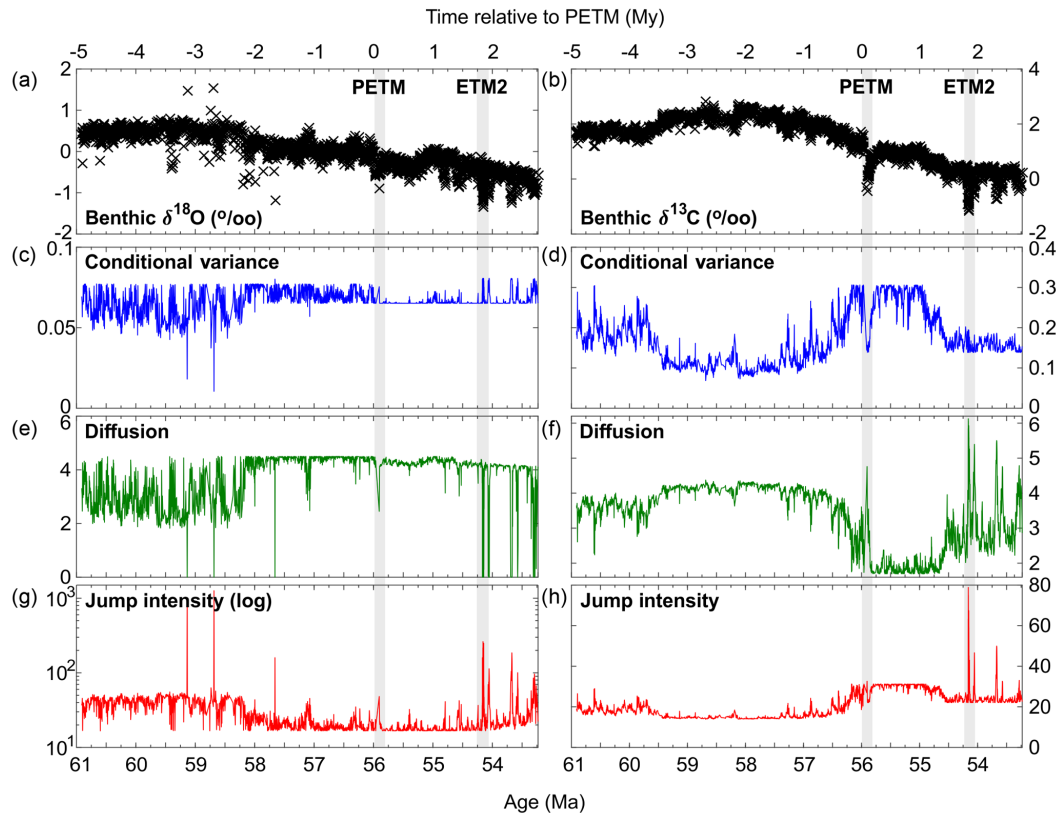 Time relative to PETM (My)
-5 -4 -3 -2 -1 0 1 2
-5 -4 -3 -2 -1 0 1 2
(a)
2
1
0
-1
-2
PETM
ETM2
Benthic δ18O (º/oo)
(b)
4
2
0
-2
PETM
ETM2
Benthic δ13C (º/oo)
(c)
0.1
0.05
0
Conditional variance
(d)
0.4
0.3
0.2
0.1
0
Conditional variance
(e)
6
4
2
0
Diffusion
(f)
6
5
4
3
2
Diffusion
(g)
10³
10²
10¹
Jump intensity (log)
(h)
80
60
40
20
0
Jump intensity
61 60 59 58 57 56 55 54
61 60 59 58 57 56 55 54
Age (Ma)